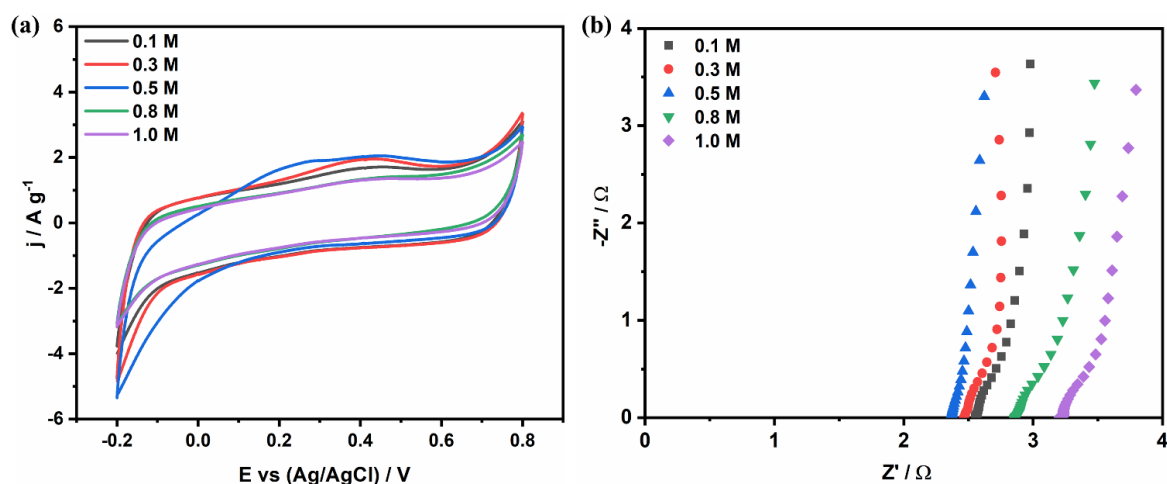 (a)
0.1 M
0.3 M
0.5 M
0.8 M
1.0 M
6
4
2
0
-2
-4
-6
j / A g⁻¹
-0.2 0.0 0.2 0.4 0.6 0.8
E vs (Ag/AgCl) / V
(b)
0.1 M
0.3 M
0.5 M
0.8 M
1.0 M
4
3
2
1
0
-Z'' / Ω
0 1 2 3 4
Z' / Ω